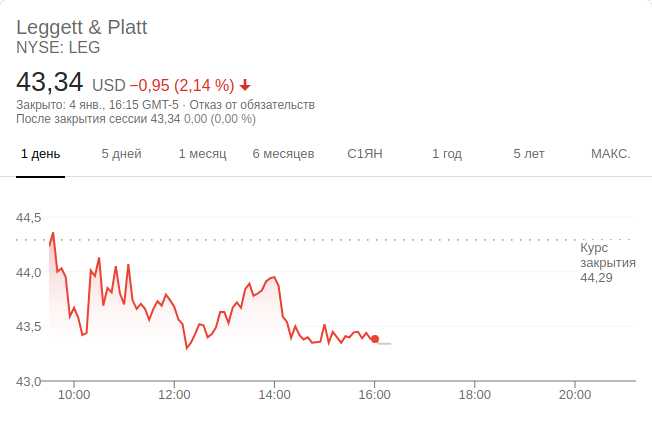 Leggett & Platt
NYSE: LEG
43,34 USD −0,95 (2,14 %)
Закрыто: 4 янв., 16:15 GMT-5 · Отказ от обязательств
После закрытия сессии 43,34 0,00 (0,00 %)
1 день 5 дней 1 месяц 6 месяцев С1ЯН 1 год 5 лет МАКС.
44,5
Курс
закрытия
44,29
44,0
43,5
43,0
10:00 12:00 14:00 16:00 18:00 20:00